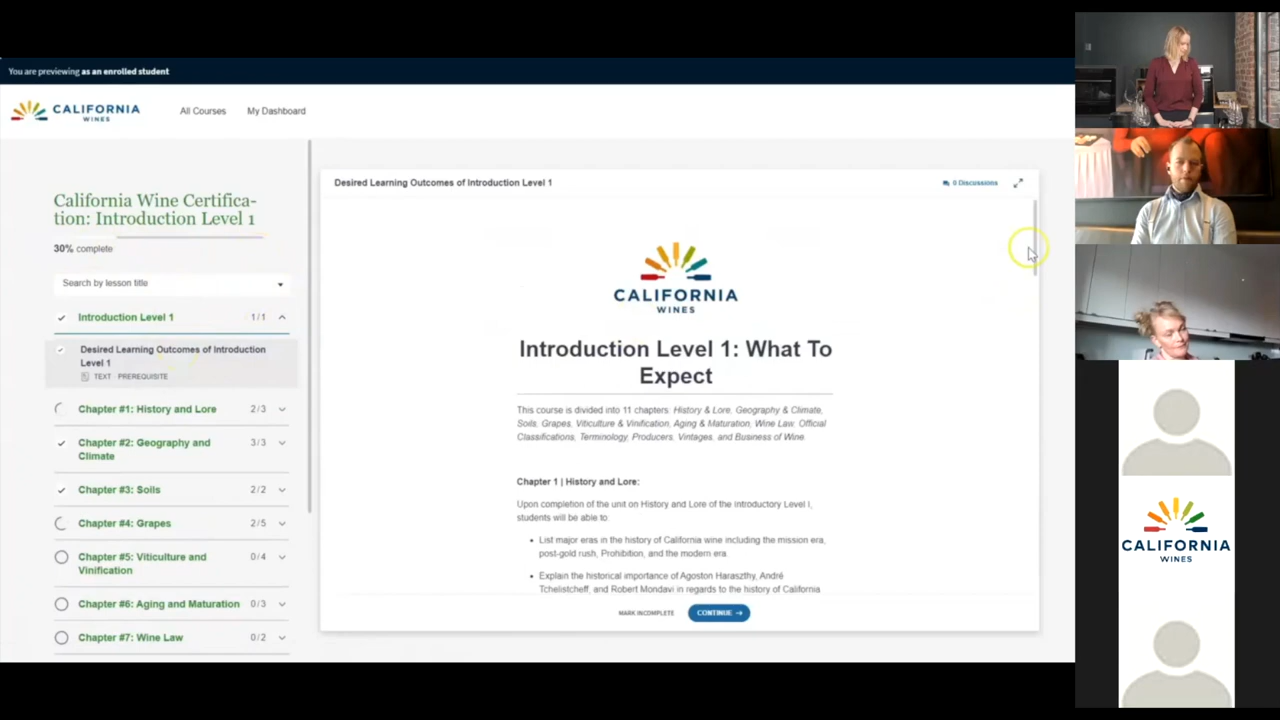 You are previewing as an enrolled student
CALIFORNIA
WINES
All Courses
My Dashboard
California Wine Certifica-
tion: Introduction Level 1
30% complete
Search by lesson title
Introduction Level 1
1/1
Desired Learning Outcomes of Introduction
Level 1
TEXT · PREREQUISITE
Chapter #1: History and Lore
2/3
Chapter #2: Geography and
Climate
3/3
Chapter #3: Soils
2/2
Chapter #4: Grapes
2/5
Chapter #5: Viticulture and
Vinification
0/4
Chapter #6: Aging and Maturation
0/3
Chapter #7: Wine Law
0/2
Desired Learning Outcomes of Introduction Level 1
0 Discussions
CALIFORNIA
WINES
Introduction Level 1: What To
Expect
This course is divided into 11 chapters: History & Lore, Geography & Climate,
Soils, Grapes, Viticulture & Vinification, Aging & Maturation, Wine Law, Official
Classifications, Terminology, Producers, Vintages, and Business of Wine.
Chapter 1 | History and Lore:
Upon completion of the unit on History and Lore of the Introductory Level I,
students will be able to:
• List major eras in the history of California wine including the mission era,
post-gold rush, Prohibition, and the modern era
• Explain the historical importance of Agoston Haraszthy, André
Tchelistcheff, and Robert Mondavi in regards to the history of California
MARK INCOMPLETE
CONTINUE →
CALIFORNIA
WINES